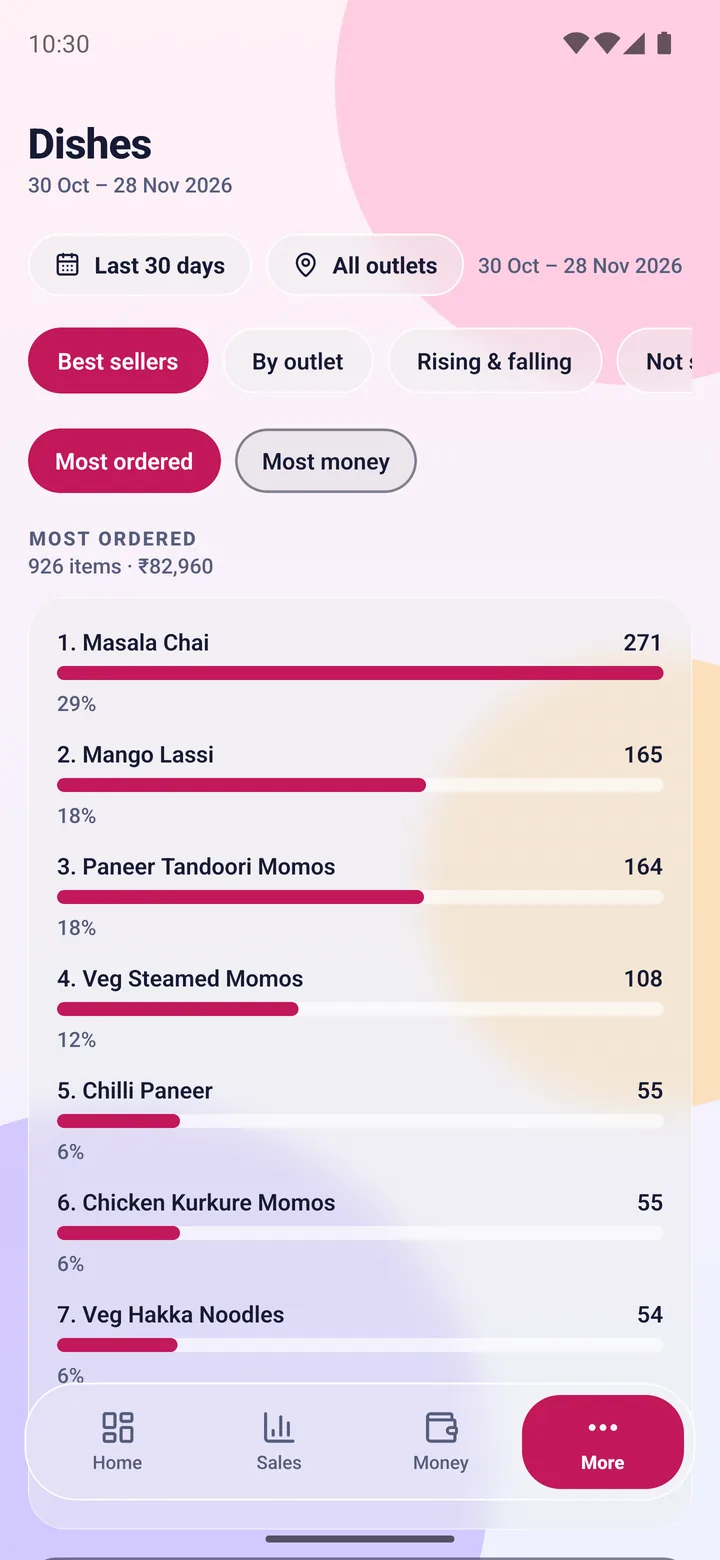 10:30
Dishes
30 Oct – 28 Nov 2026
Last 30 days
All outlets
30 Oct – 28 Nov 2026
Best sellers
By outlet
Rising & falling
Not
Most ordered
Most money
MOST ORDERED
926 items · ₹82,960
1. Masala Chai 271
29%
2. Mango Lassi 165
18%
3. Paneer Tandoori Momos 164
18%
4. Veg Steamed Momos 108
12%
5. Chilli Paneer 55
6%
6. Chicken Kurkure Momos 55
6%
7. Veg Hakka Noodles 54
6%
Home
Sales
Money
More